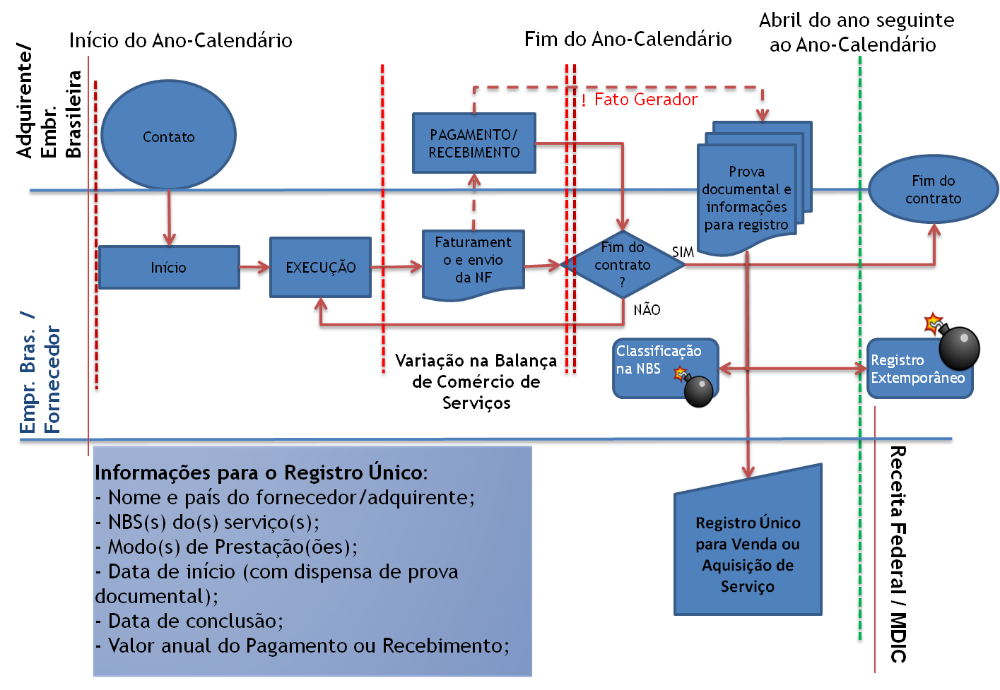 Início do Ano-Calendário
Fim do Ano-Calendário
Abril do ano seguinte
ao Ano-Calendário
Adquirente/
Embr.
Brasileira
Contato
PAGAMENTO/
RECEBIMENTO
! Fato Gerador
Prova
documental e
informações
para registro
Fim do
contrato
Início
EXECUÇÃO
Faturament
o e envio
da NF
Fim do
contrato
?
SIM
NÃO
Empr. Bras. /
Fornecedor
Variação na Balança
de Comércio de
Serviços
Classificação
na NBS
Registro
Extemporâneo
Informações para o Registro Único:
- Nome e país do fornecedor/adquirente;
- NBS(s) do(s) serviço(s);
- Modo(s) de Prestação(ões);
- Data de início (com dispensa de prova
documental);
- Data de conclusão;
- Valor anual do Pagamento ou Recebimento;
Registro Único
para Venda ou
Aquisição de
Serviço
Receita Federal / MDIC